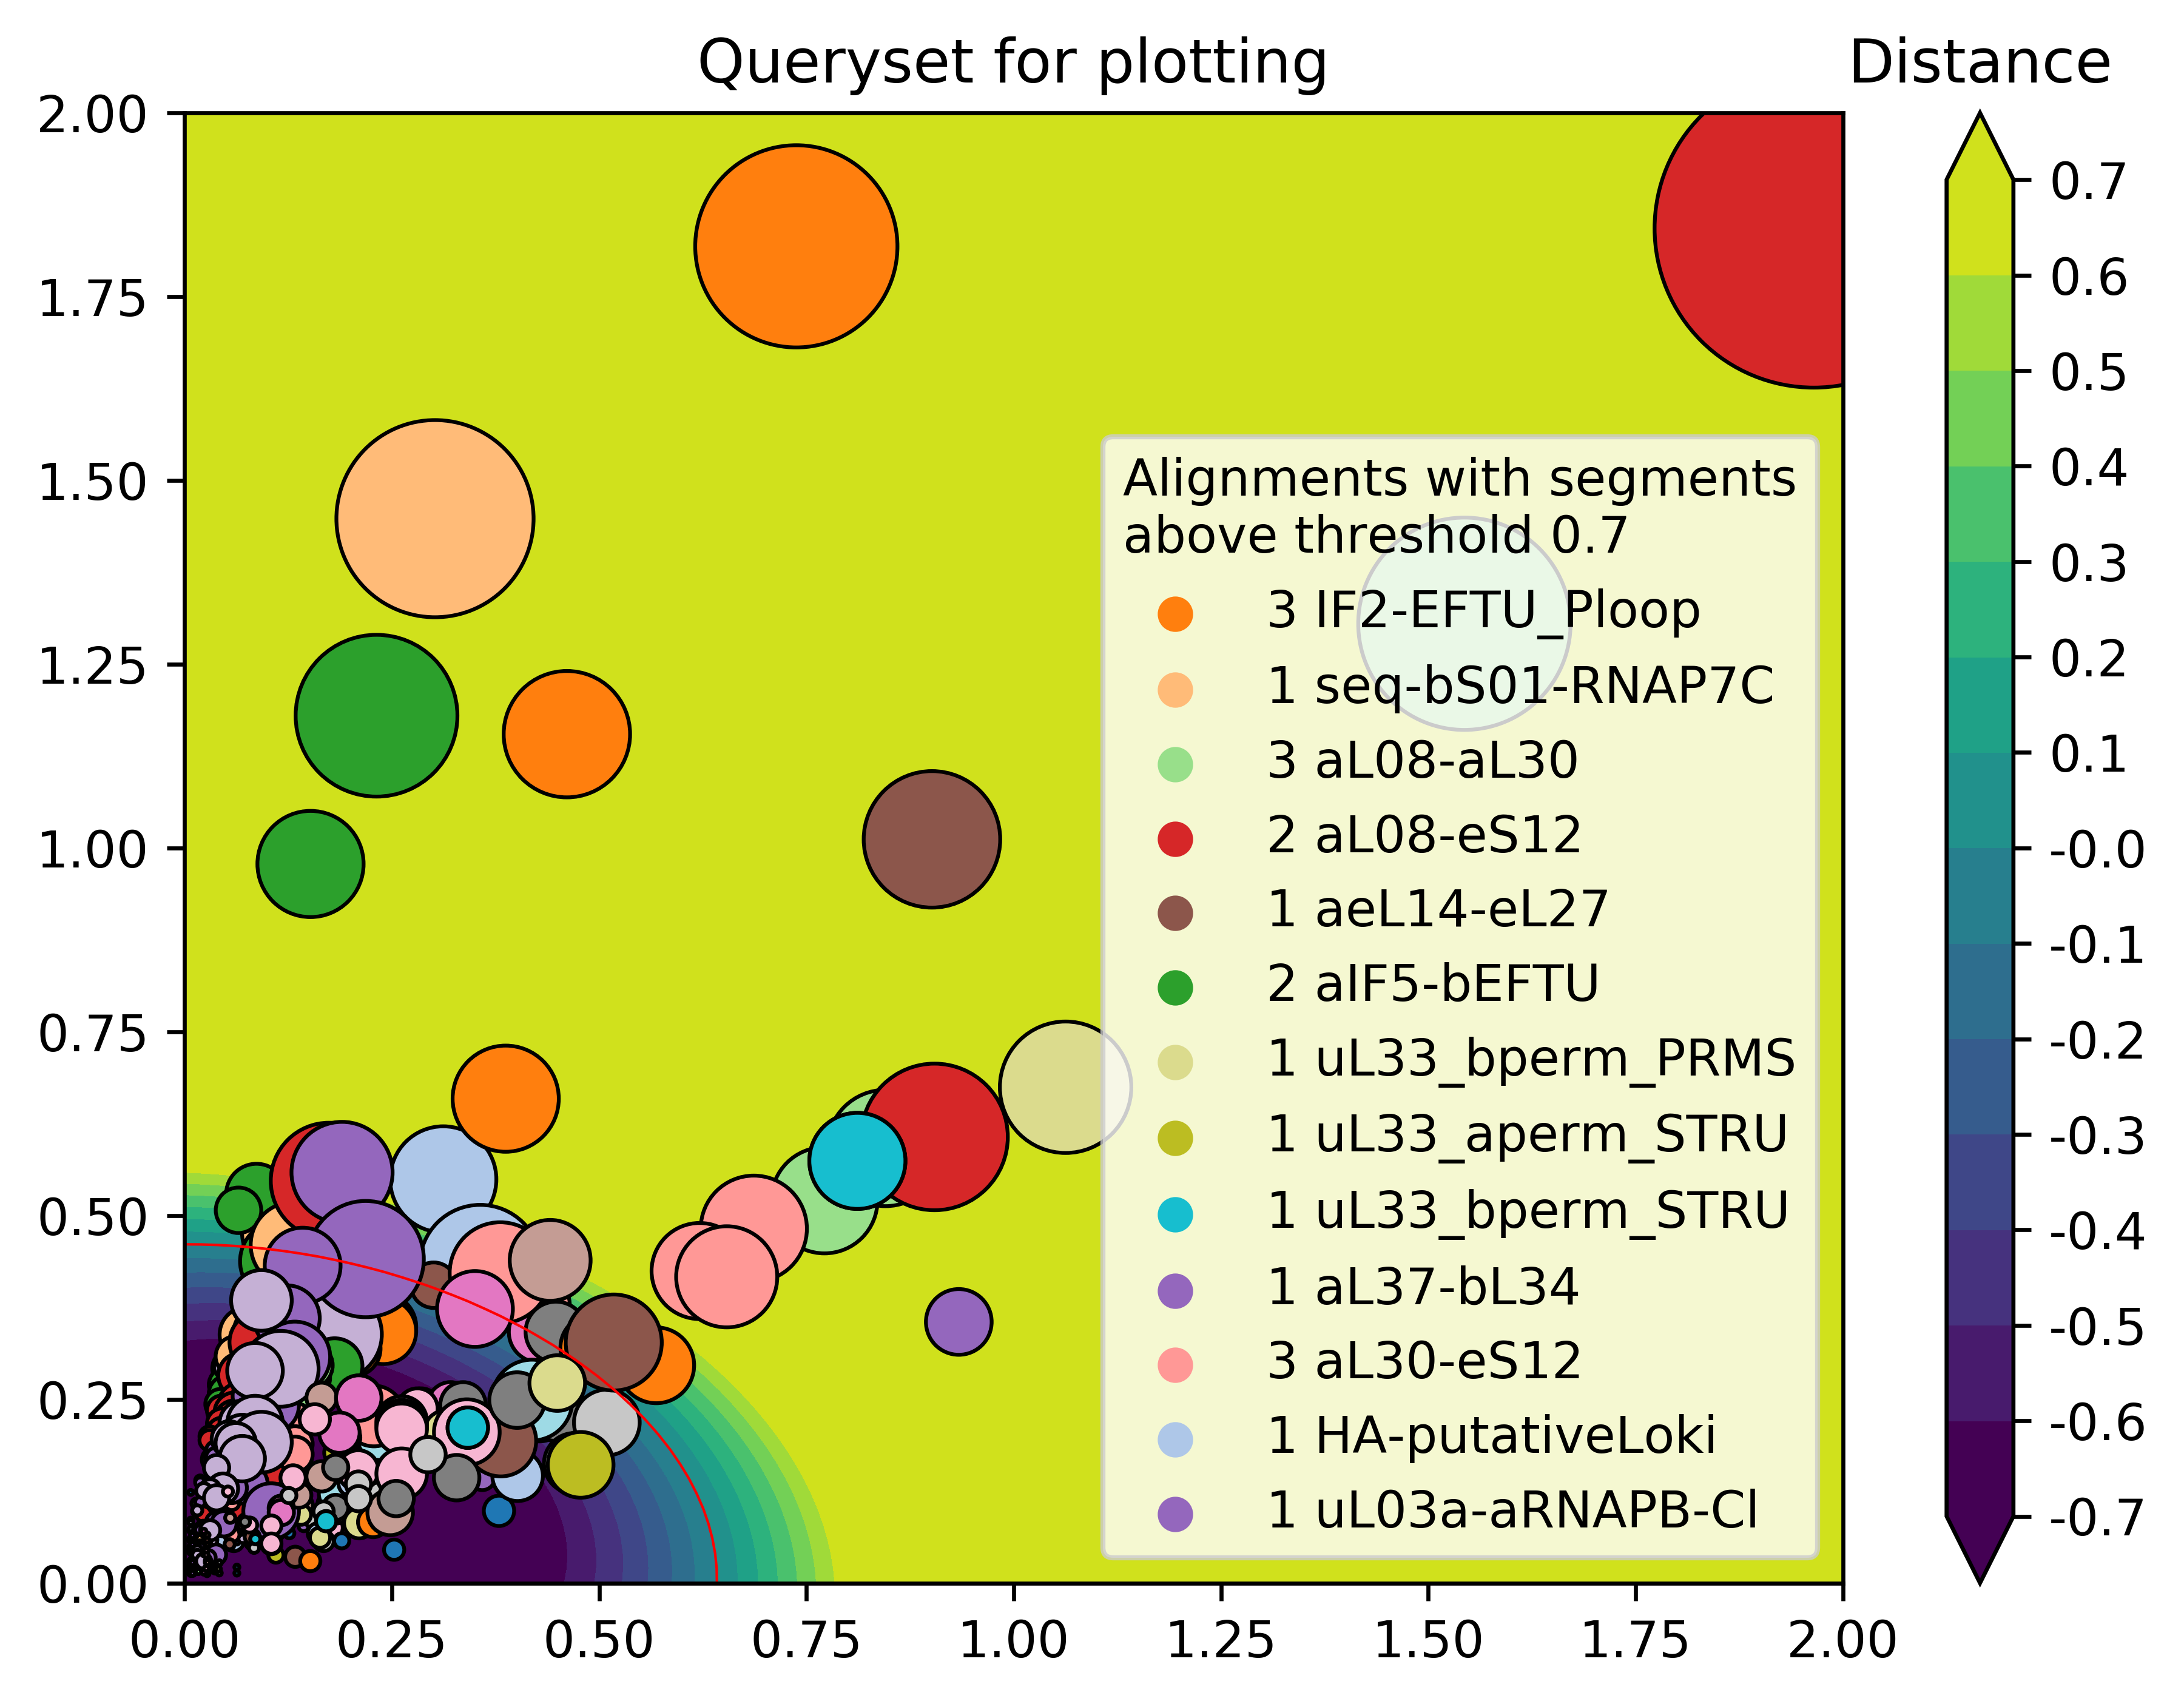 Queryset for plotting
Distance
2.00
1.75
1.50
1.25
1.00
0.75
0.50
0.25
0.00
0.00 0.25 0.50 0.75 1.00 1.25 1.50 1.75 2.00
Alignments with segments
above threshold 0.7
3 IF2-EFTU_Ploop
1 seq-bS01-RNAP7C
3 aL08-aL30
2 aL08-eS12
1 aeL14-eL27
2 aIF5-bEFTU
1 uL33_bperm_PRMS
1 uL33_aperm_STRU
1 uL33_bperm_STRU
1 aL37-bL34
3 aL30-eS12
1 HA-putativeLoki
1 uL03a-aRNAPB-Cl
0.7
0.6
0.5
0.4
0.3
0.2
0.1
-0.0
-0.1
-0.2
-0.3
-0.4
-0.5
-0.6
-0.7